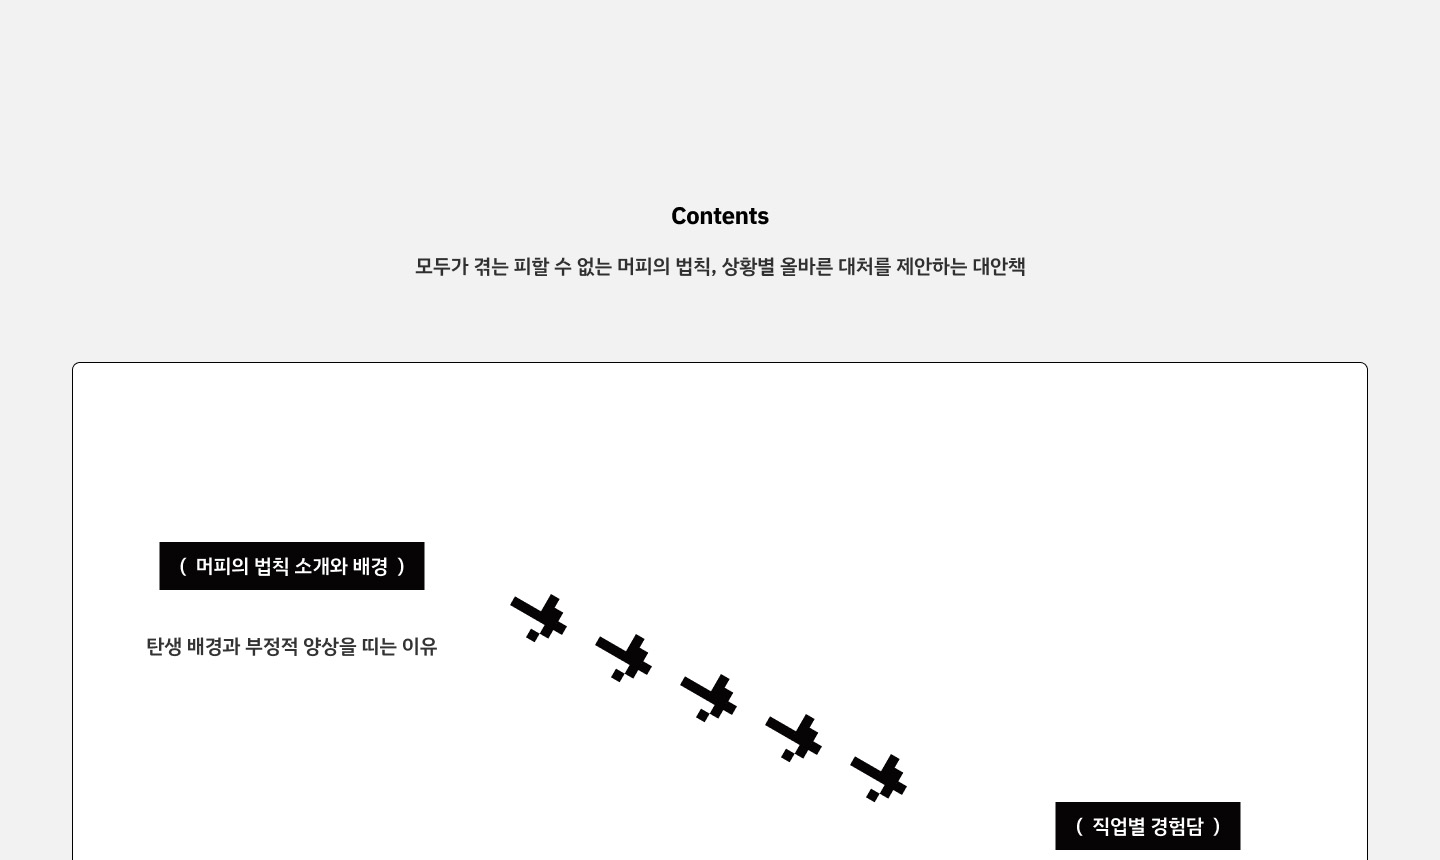 Contents
모두가 겪는 피할 수 없는 머피의 법칙, 상황별 올바른 대처를 제안하는 대안책
( 머피의 법칙 소개와 배경 )
탄생 배경과 부정적 양상을 띠는 이유
( 직업별 경험담 )